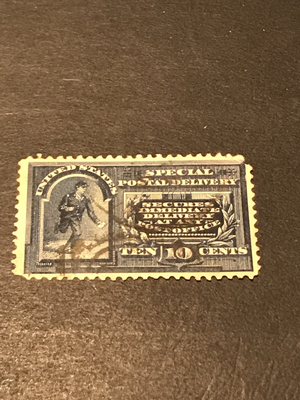 UNITED STATES
SPECIAL
POSTAL DELIVERY
SECURES
IMMEDIATE
DELIVERY
AT ANY
POST OFFICE
TEN 10 CENTS